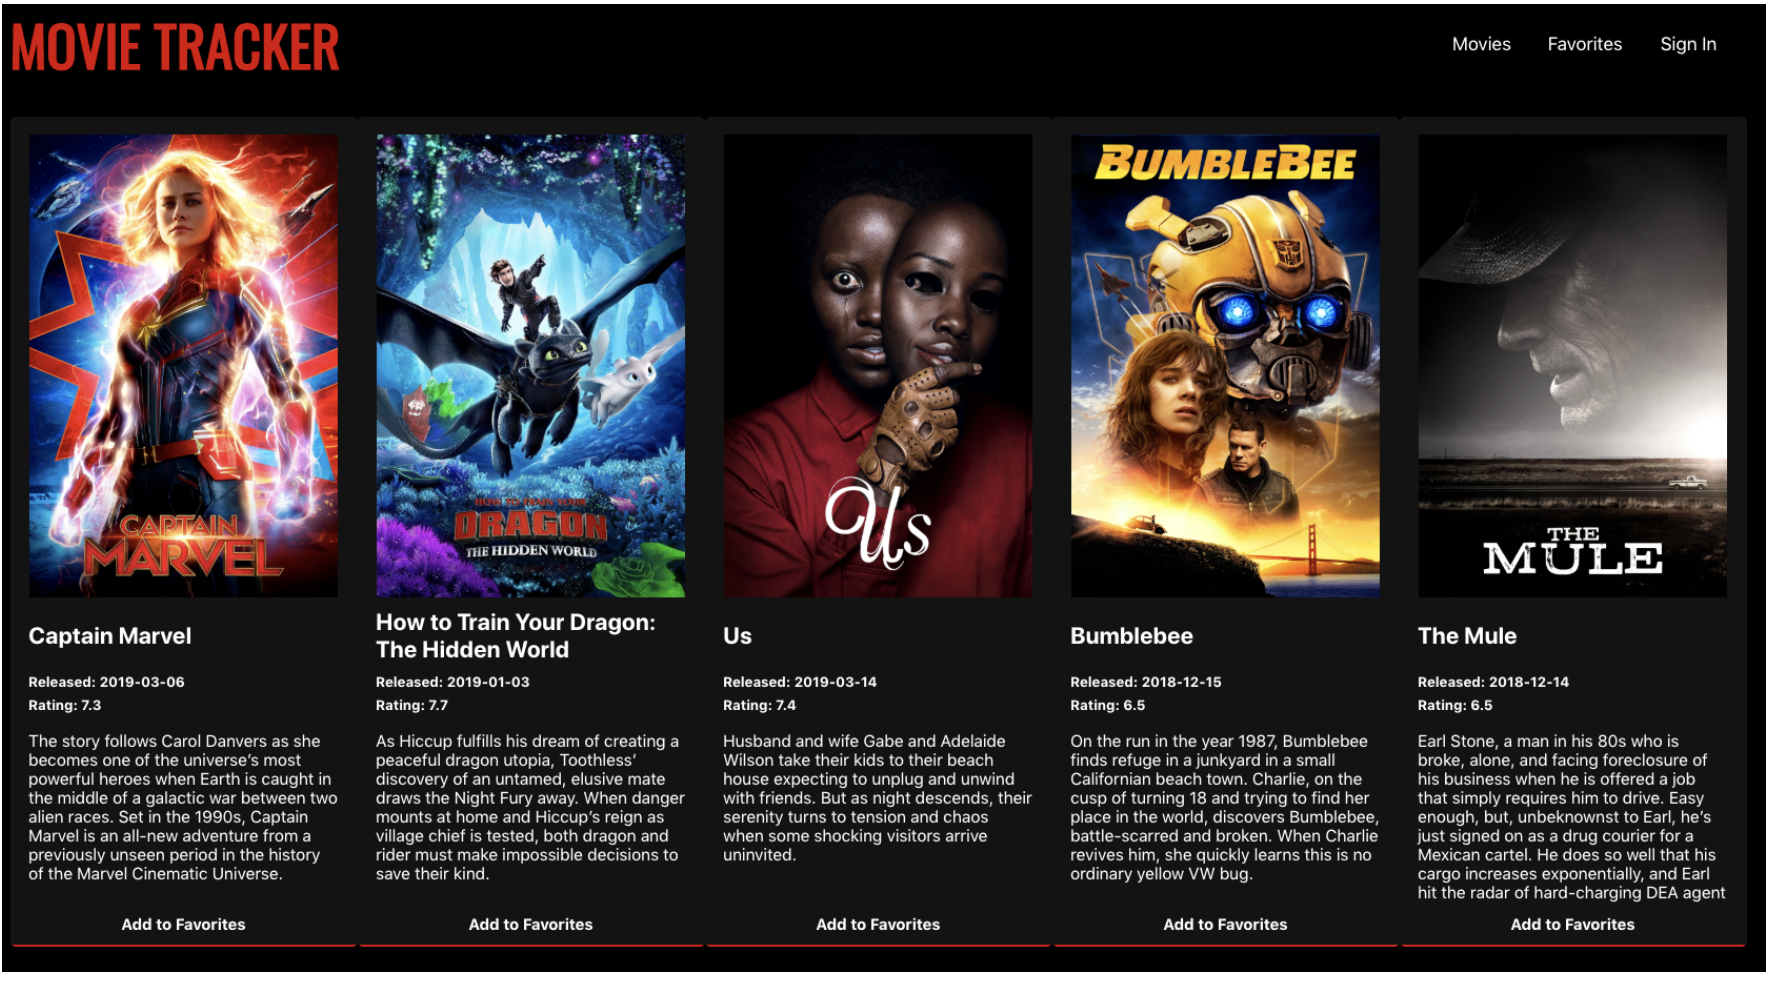 MOVIE TRACKER
Movies
Favorites
Sign In
CAPTAIN
MARVEL
Captain Marvel
Released: 2019-03-06
Rating: 7.3
The story follows Carol Danvers as she
becomes one of the universe’s most
powerful heroes when Earth is caught in
the middle of a galactic war between two
alien races. Set in the 1990s, Captain
Marvel is an all-new adventure from a
previously unseen period in the history
of the Marvel Cinematic Universe.
Add to Favorites
HOW TO TRAIN YOUR
DRAGON
THE HIDDEN WORLD
How to Train Your Dragon:
The Hidden World
Released: 2019-01-03
Rating: 7.7
As Hiccup fulfills his dream of creating a
peaceful dragon utopia, Toothless’
discovery of an untamed, elusive mate
draws the Night Fury away. When danger
mounts at home and Hiccup’s reign as
village chief is tested, both dragon and
rider must make impossible decisions to
save their kind.
Add to Favorites
Us
Us
Released: 2019-03-14
Rating: 7.4
Husband and wife Gabe and Adelaide
Wilson take their kids to their beach
house expecting to unplug and unwind
with friends. But as night descends, their
serenity turns to tension and chaos
when some shocking visitors arrive
uninvited.
Add to Favorites
BUMBLEBEE
Bumblebee
Released: 2018-12-15
Rating: 6.5
On the run in the year 1987, Bumblebee
finds refuge in a junkyard in a small
Californian beach town. Charlie, on the
cusp of turning 18 and trying to find her
place in the world, discovers Bumblebee,
battle-scarred and broken. When Charlie
revives him, she quickly learns this is no
ordinary yellow VW bug.
Add to Favorites
THE
MULE
The Mule
Released: 2018-12-14
Rating: 6.5
Earl Stone, a man in his 80s who is
broke, alone, and facing foreclosure of
his business when he is offered a job
that simply requires him to drive. Easy
enough, but, unbeknownst to Earl, he’s
just signed on as a drug courier for a
Mexican cartel. He does so well that his
cargo increases exponentially, and Earl
hit the radar of hard-charging DEA agent
Add to Favorites